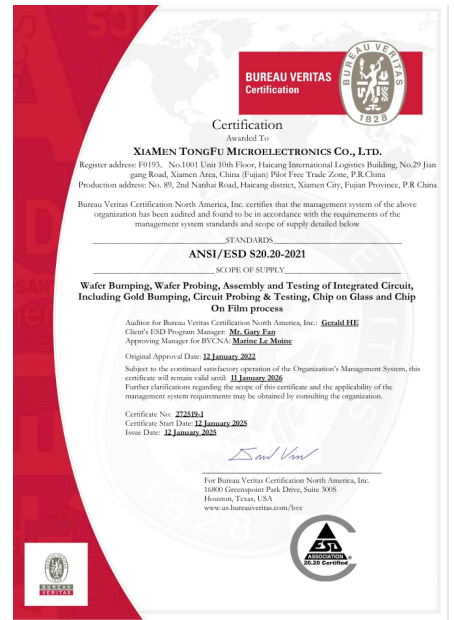 BUREAU VERITAS
Certification
BUREAU VERITAS
1828
Certification
Awarded To
XIAMEN TONGFU MICROELECTRONICS CO., LTD.
Register address: F0193, No.1001 Unit 10th Floor, Haicang International Logistics Building, No.29 Jian
gang Road, Xiamen Area, China (Fujian) Pilot Free Trade Zone, P.R.China
Production address: No. 89, 2nd Nanhai Road, Haicang district, Xiamen City, Fujian Province, P.R China
Bureau Veritas Certification North America, Inc. certifies that the management system of the above
organization has been audited and found to be in accordance with the requirements of the
management system standards and scope of supply detailed below
STANDARDS
ANSI/ESD S20.20-2021
SCOPE OF SUPPLY
Wafer Bumping, Wafer Probing, Assembly and Testing of Integrated Circuit,
Including Gold Bumping, Circuit Probing & Testing, Chip on Glass and Chip
On Film process
Auditor for Bureau Veritas Certification North America, Inc.: Gerald HE
Client's ESD Program Manager: Mr. Gary Fan
Approving Manager for BVCNA: Marine Le Moine
Original Approval Date: 12 January 2022
Subject to the continued satisfactory operation of the Organization's Management System, this
certificate will remain valid until: 11 January 2026
Further clarifications regarding the scope of this certificate and the applicability of the
management system requirements may be obtained by consulting the organization.
Certificate No: 272519-1
Certificate Start Date: 12 January 2025
Issue Date: 12 January 2025
For Bureau Veritas Certification North America, Inc.
16800 Greenspoint Park Drive, Suite 300S
Houston, Texas, USA
www.us.bureauveritas.com/bvc
ESD
ASSOCIATION
20.20 Certified
BUREAU
VERITAS